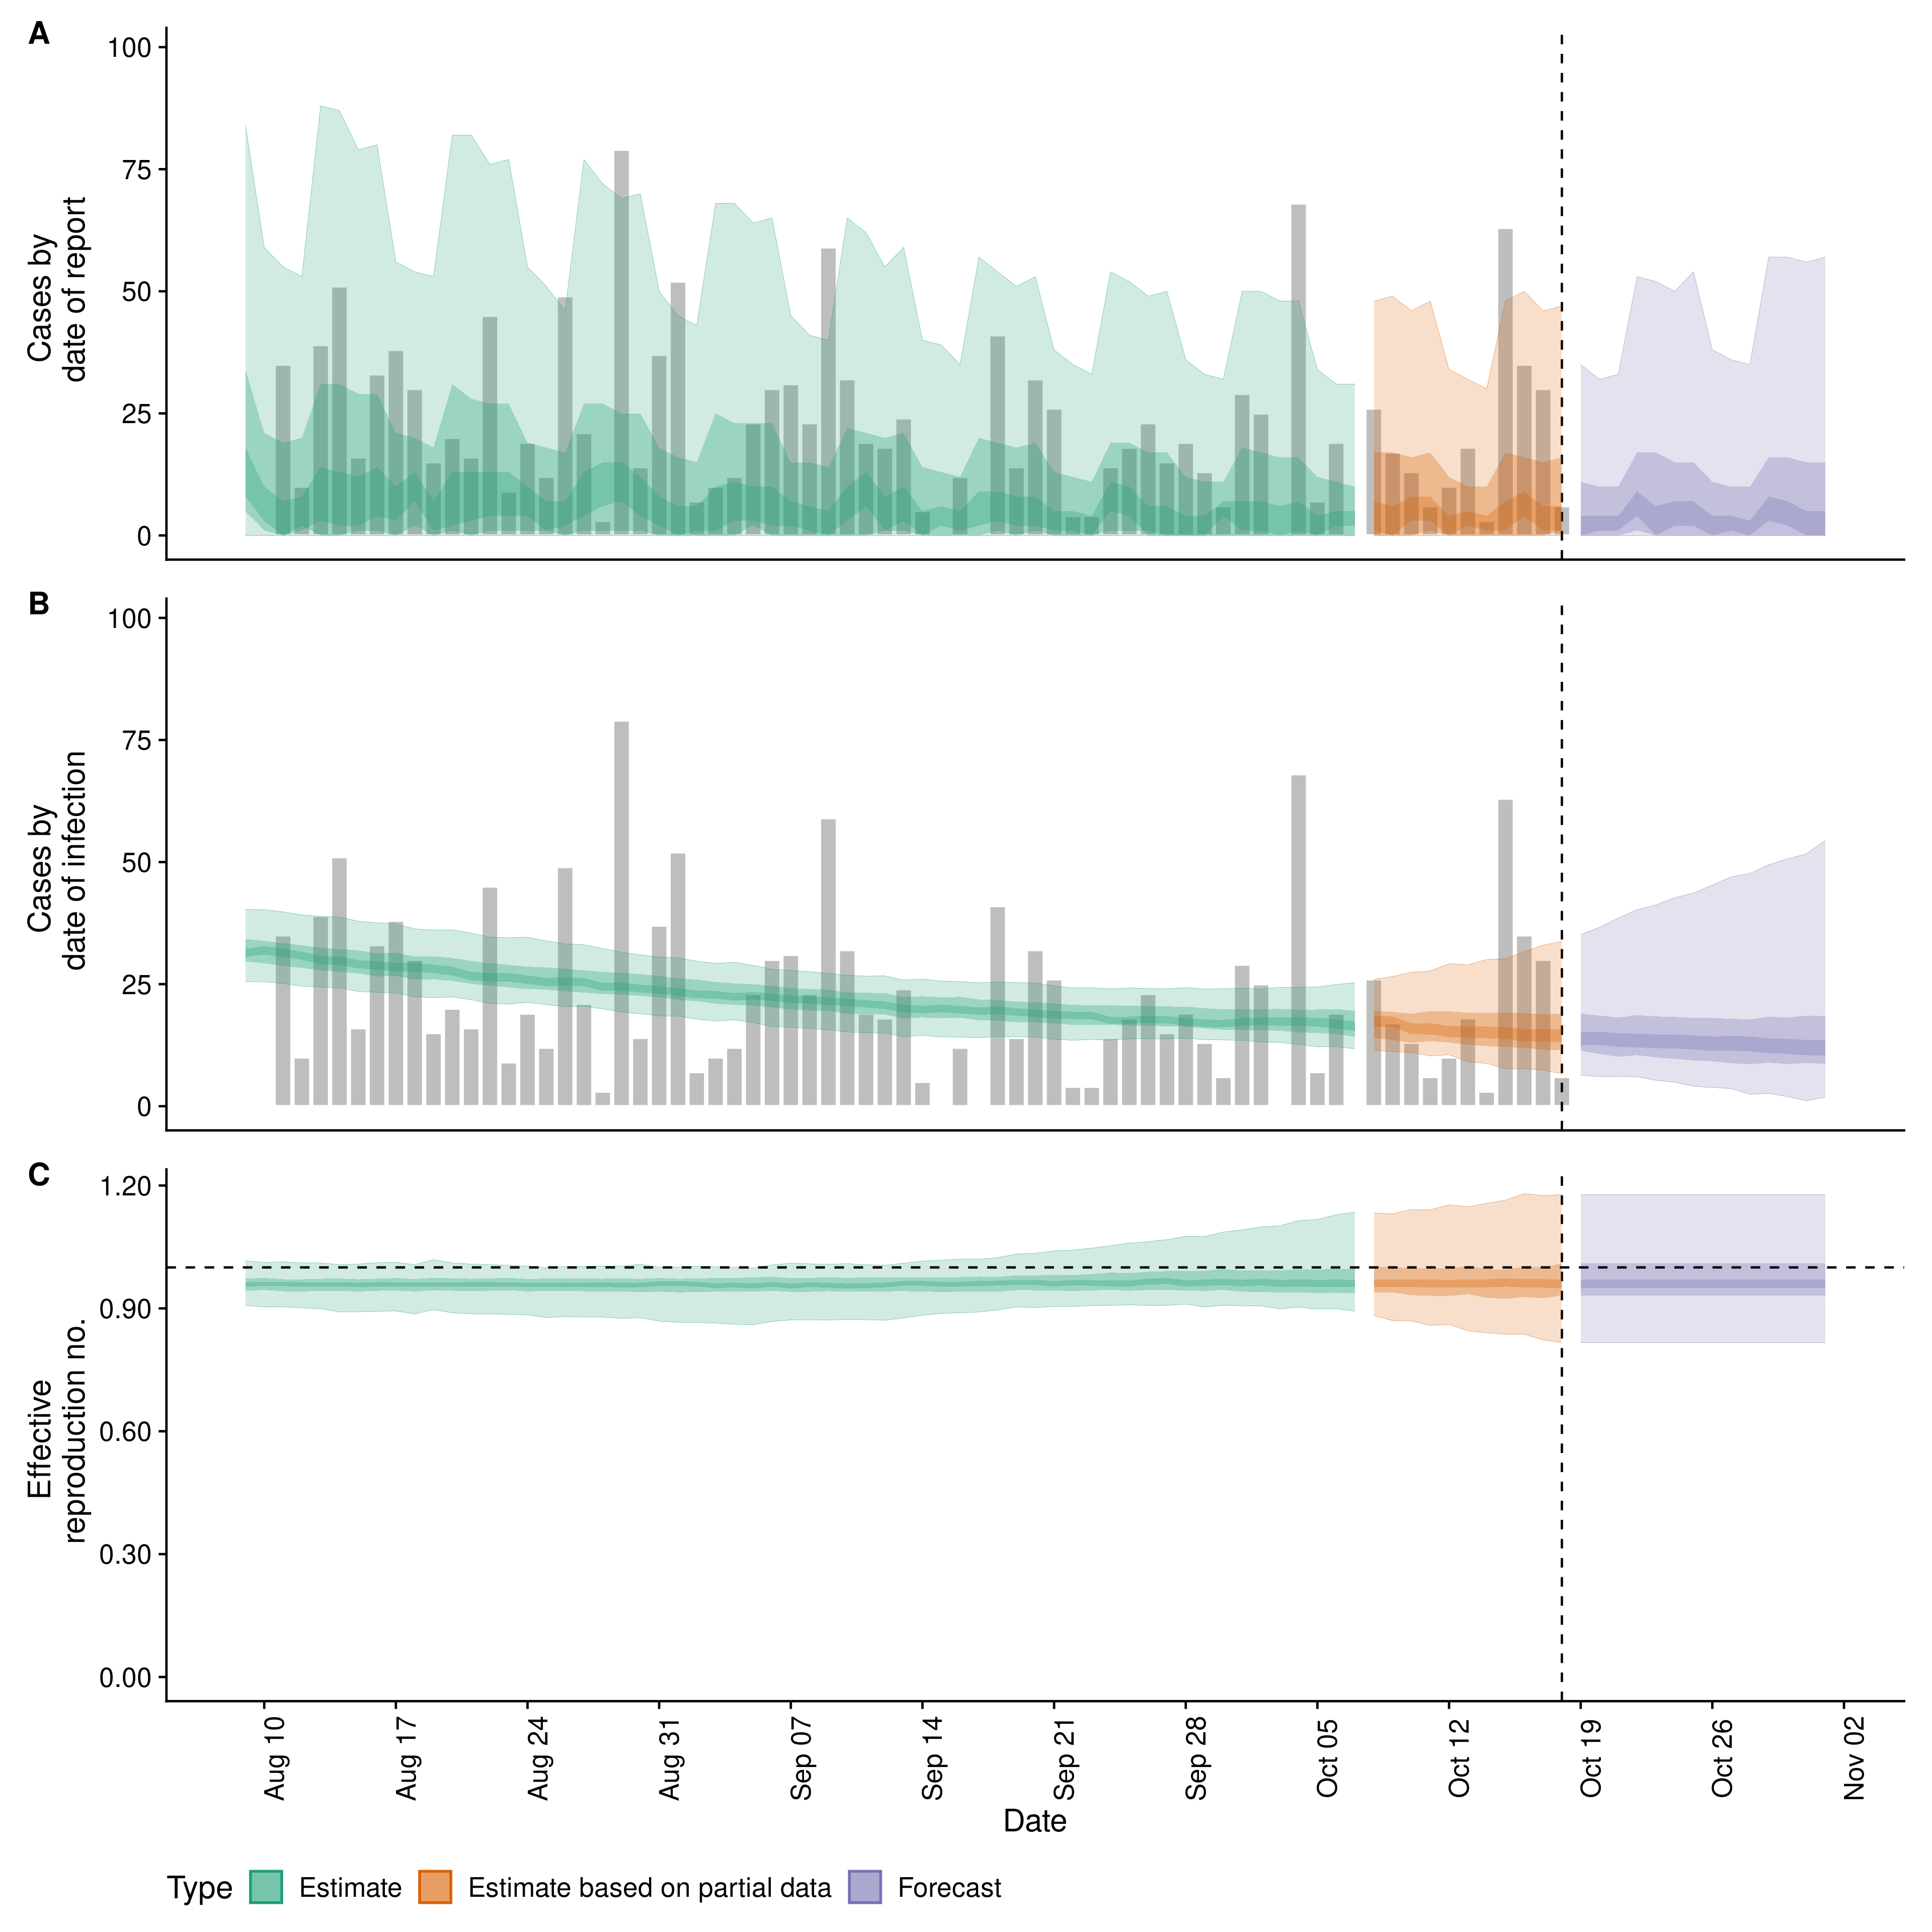 A
100
75
50
25
0
Cases by
date of report
B
100
75
50
25
0
Cases by
date of infection
C
1.20
0.90
0.60
0.30
0.00
Effective
reproduction no.
Aug 10
Aug 17
Aug 24
Aug 31
Sep 07
Sep 14
Sep 21
Sep 28
Oct 05
Oct 12
Oct 19
Oct 26
Nov 02
Date
Type Estimate Estimate based on partial data Forecast